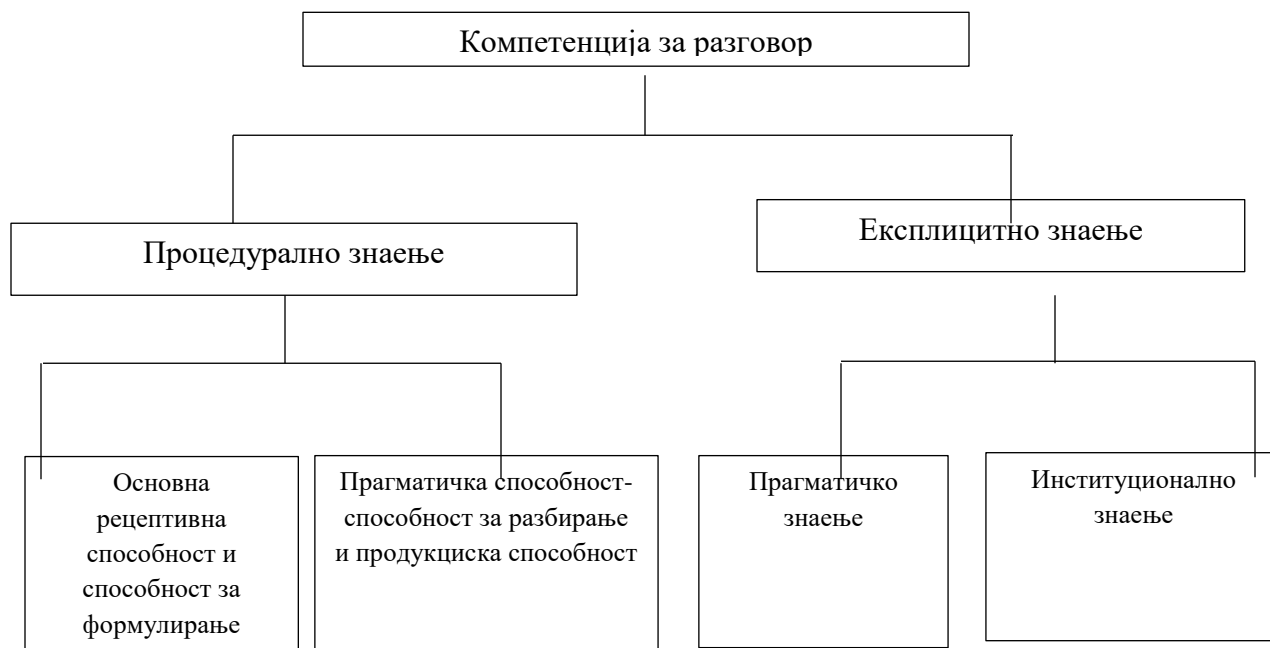 Компетенција за разговор
Процедурално знаење
Експлицитно знаење
Основна
рецептивна
способност и
способност за
формулирање
Прагматичка способност-
способност за разбирање
и продукциска способност
Прагматичко
знаење
Институционално
знаење